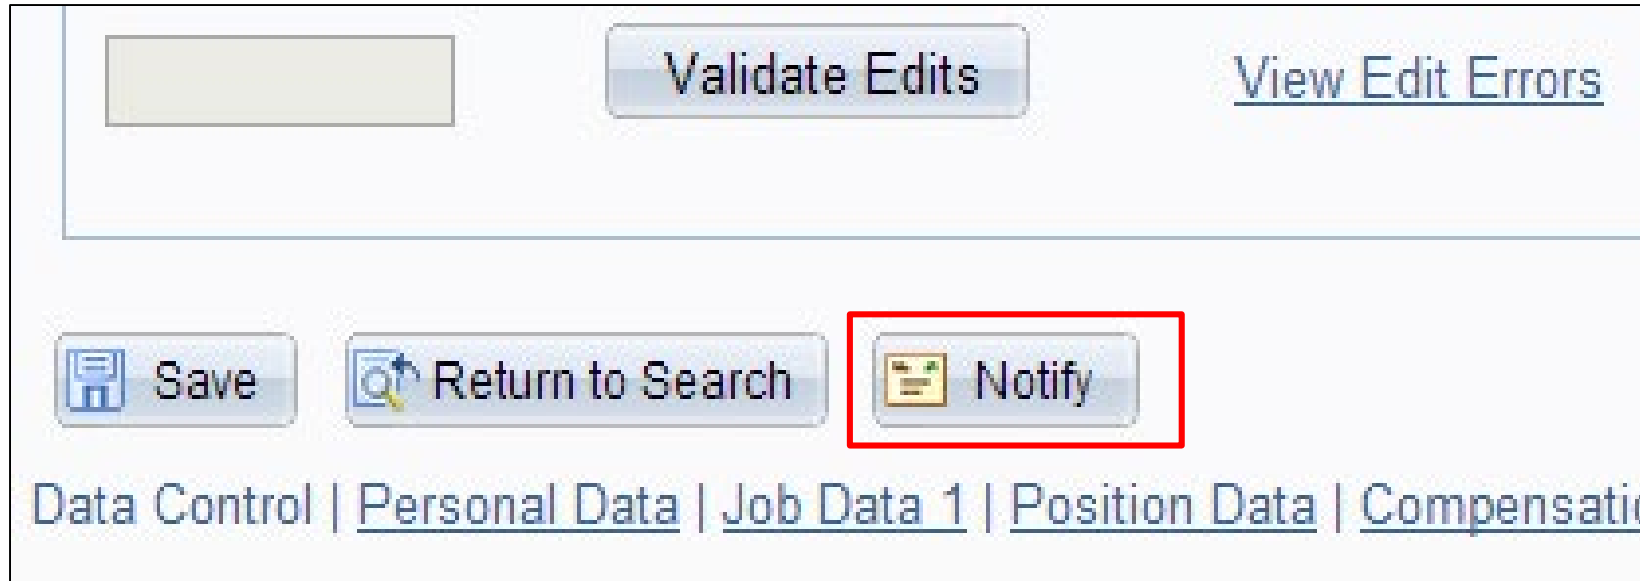 Validate Edits View Edit Errors
Save Return to Search Notify
Data Control | Personal Data | Job Data 1 | Position Data |